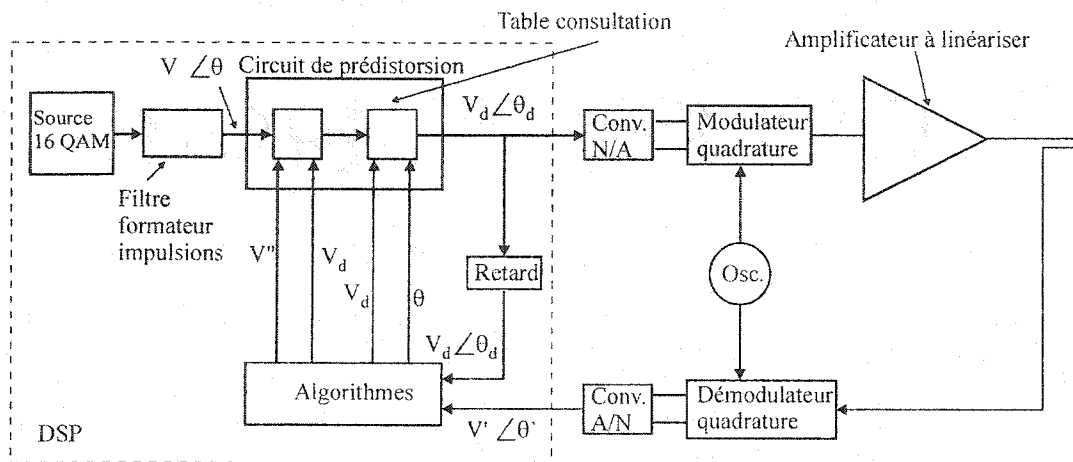 Table consultation
Amplificateur à linéariser
V ∠θ
Circuit de prédistorsion
V_d∠θ_d
Source
16 QAM
Conv.
N/A
Modulateur
quadrature
Filtre
formateur
impulsions
V"
V_d
V_d
θ
Retard
Osc.
V_d∠θ_d
Algorithmes
Conv.
A/N
Démodulateur
quadrature
V' ∠θ`
DSP